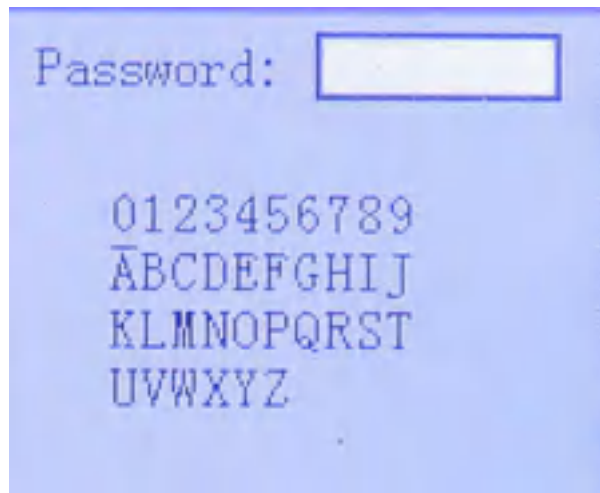 Password:
0123456789
ABCDEFGHIJ
KLMNOPQRST
UVWXYZ